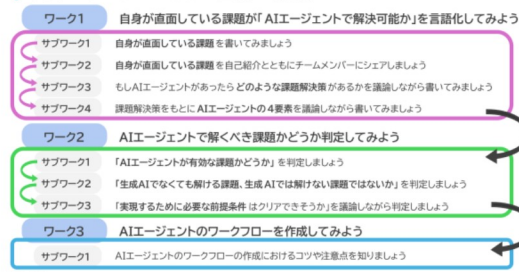 ワーク1 自身が直面している課題が「AIエージェントで解決可能か」を言語化してみよう
サブワーク1 自身が直面している課題を書いてみましょう
サブワーク2 自身が直面している課題を自己紹介とともにチームメンバーにシェアしましょう
サブワーク3 もしAIエージェントがあったらどのような課題解決策があるかを議論しながら書いてみましょう
サブワーク4 課題解決策をもとにAIエージェントの4要素を議論しながら書いてみましょう
ワーク2 AIエージェントで解くべき課題かどうか判定してみよう
サブワーク1 「AIエージェントが有効な課題かどうか」を判定しましょう
サブワーク2 「生成AIでなくても解ける課題、生成AIでは解けない課題ではないか」を判定しましょう
サブワーク3 「実現するために必要な前提条件はクリアできそうか」を議論しながら判定しましょう
ワーク3 AIエージェントのワークフローを作成してみよう
サブワーク1 AIエージェントのワークフローの作成におけるコツや注意点を知りましょう